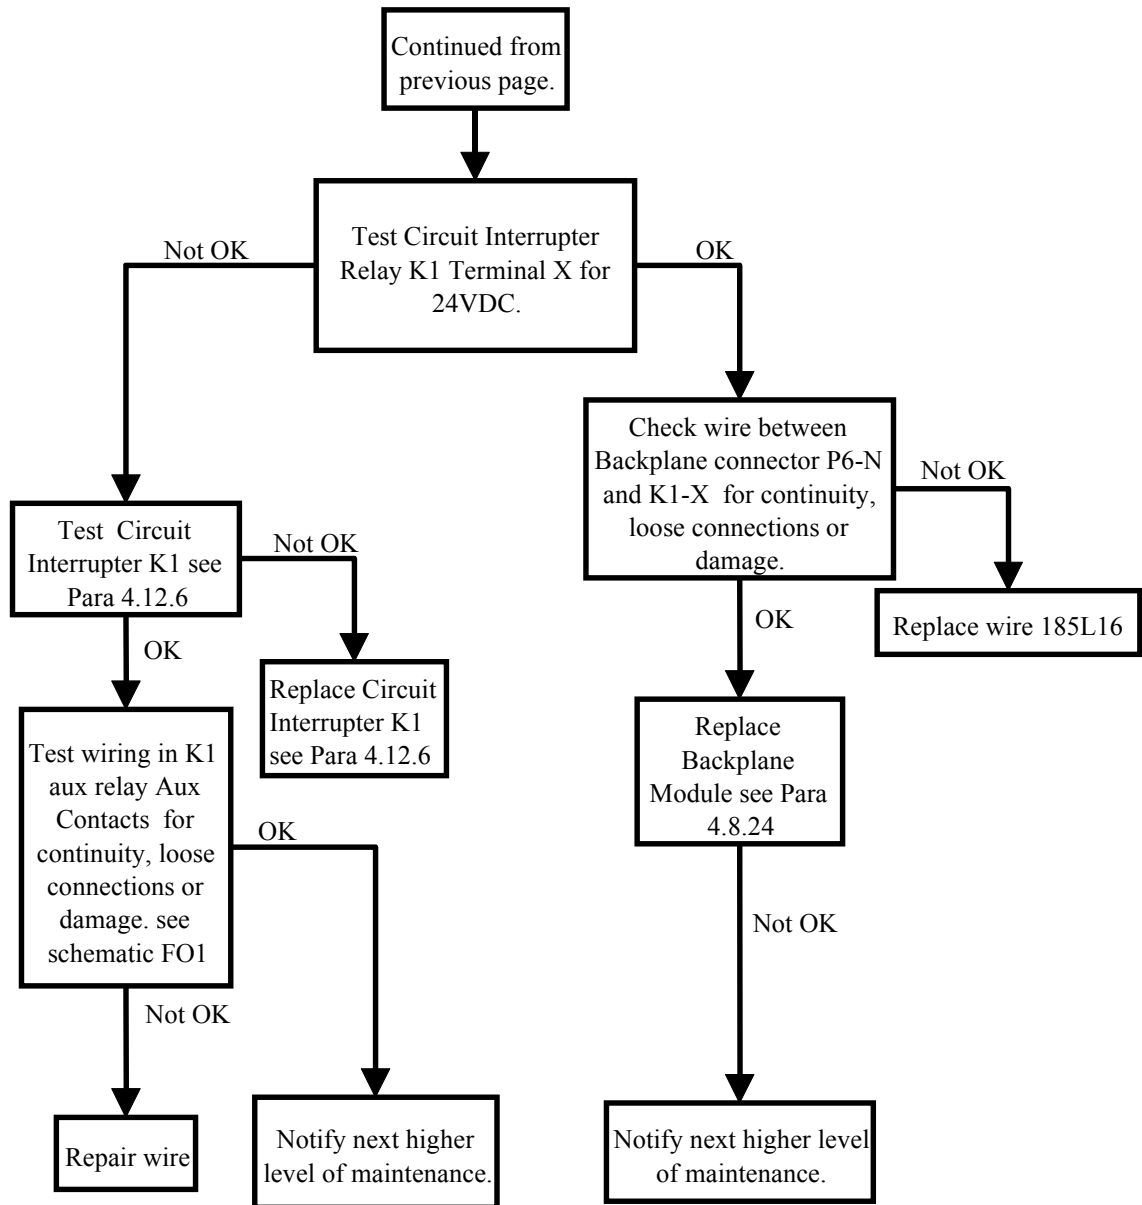 Continued from
previous page.
Not OK
Test Circuit Interrupter
Relay K1 Terminal X for
24VDC.
OK
Check wire between
Backplane connector P6-N
and K1-X for continuity,
loose connections or
damage.
Not OK
Test Circuit
Interrupter K1 see
Para 4.12.6
Not OK
OK
Replace wire 185L16
OK
Replace Circuit
Interrupter K1
see Para 4.12.6
Replace
Backplane
Module see Para
4.8.24
Test wiring in K1
aux relay Aux
Contacts for
continuity, loose
connections or
damage. see
schematic FO1
OK
Not OK
Not OK
Repair wire
Notify next higher
level of maintenance.
Notify next higher level
of maintenance.